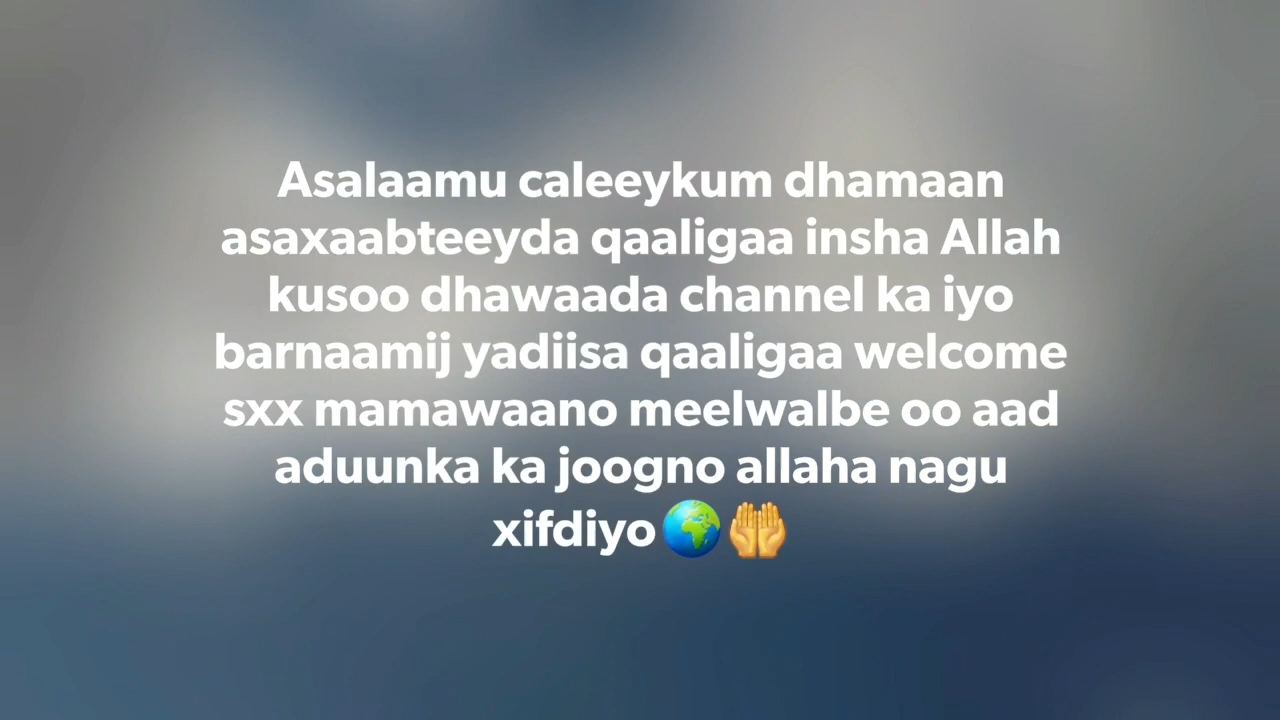 Asalaamu caleeykum dhamaan
asaxaabteeyda qaaligaa insha Allah
kusoo dhawaada channel ka iyo
barnaamij yadiisa qaaligaa welcome
sxx mamawaano meelwalbe oo aad
aduunka ka joogno allaha nagu
xifdiyo🌍🤲